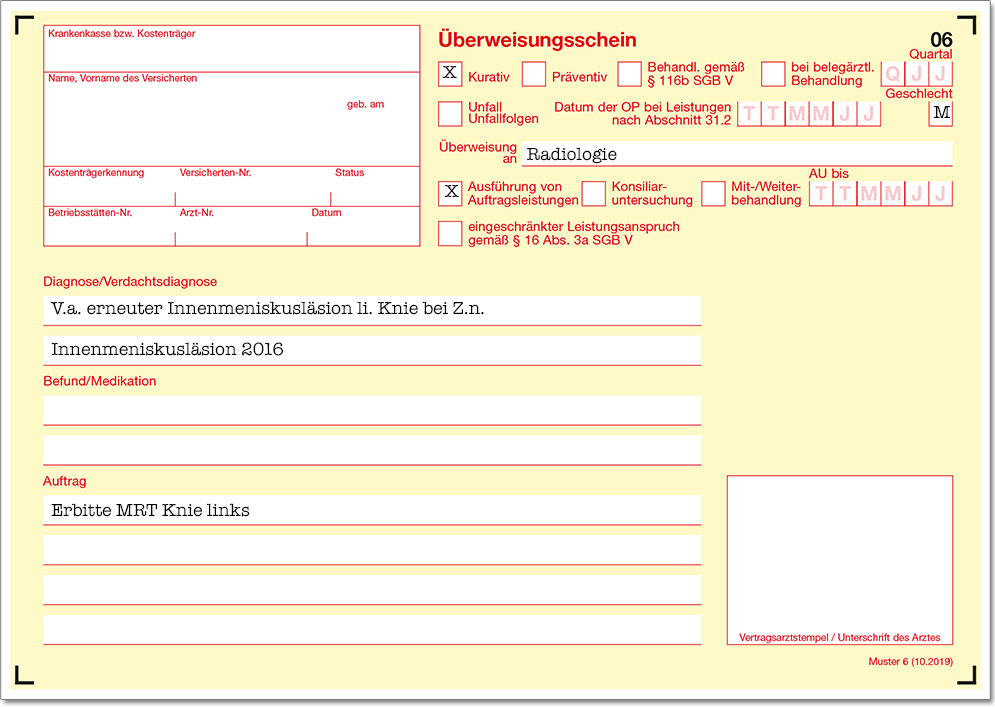 Krankenkasse bzw. Kostenträger
Name, Vorname des Versicherten
geb. am
Kostenträgerkennung Versicherten-Nr. Status
Betriebsstätten-Nr. Arzt-Nr. Datum
Überweisungsschein
06
Quartal
X Kurativ Präventiv Behandl. gemäß § 116b SGB V bei belegärztl. Behandlung Q J J
Geschlecht
Unfall Unfallfolgen Datum der OP bei Leistungen nach Abschnitt 31.2 T T M M J J M
Überweisung an Radiologie
AU bis
X Ausführung von Auftragsleistungen Konsiliar-untersuchung Mit-/Weiter-behandlung T T M M J J
eingeschränkter Leistungsanspruch
gemäß § 16 Abs. 3a SGB V
Diagnose/Verdachtsdiagnose
V.a. erneuter Innenmeniskusläsion li. Knie bei Z.n.
Innenmeniskusläsion 2016
Befund/Medikation
Auftrag
Erbitte MRT Knie links
Vertragsarztstempel / Unterschrift des Arztes
Muster 6 (10.2019)